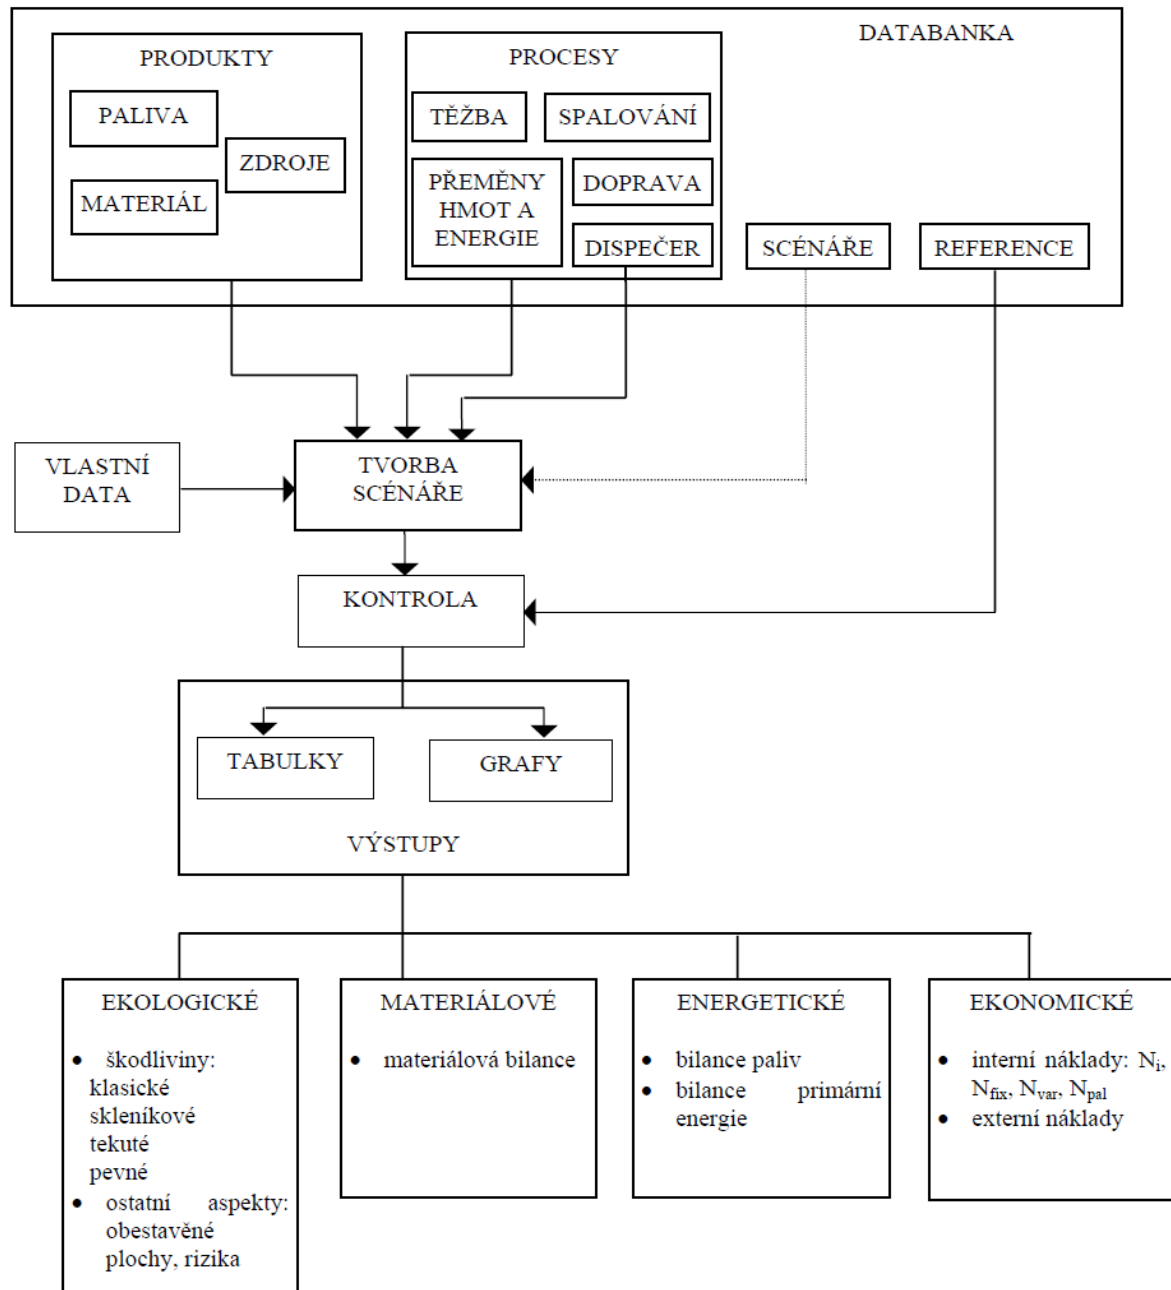 DATABANKA
PRODUKTY
PALIVA
ZDROJE
MATERIÁL
PROCESY
TĚŽBA
SPALOVÁNÍ
PŘEMĚNY
HMOT A
ENERGIE
DOPRAVA
DISPEČER
SCÉNÁŘE
REFERENCE
VLASTNÍ
DATA
TVORBA
SCÉNÁŘE
KONTROLA
TABULKY
GRAFY
VÝSTUPY
EKOLOGICKÉ
• škodliviny:
klasické
skleníkové
tekuté
pevné
• ostatní aspekty:
obestavěné
plochy, rizika
MATERIÁLOVÉ
• materiálová bilance
ENERGETICKÉ
• bilance paliv
• bilance primární
energie
EKONOMICKÉ
• interní náklady: Ni,
Nfix, Nvar, Npal
• externí náklady